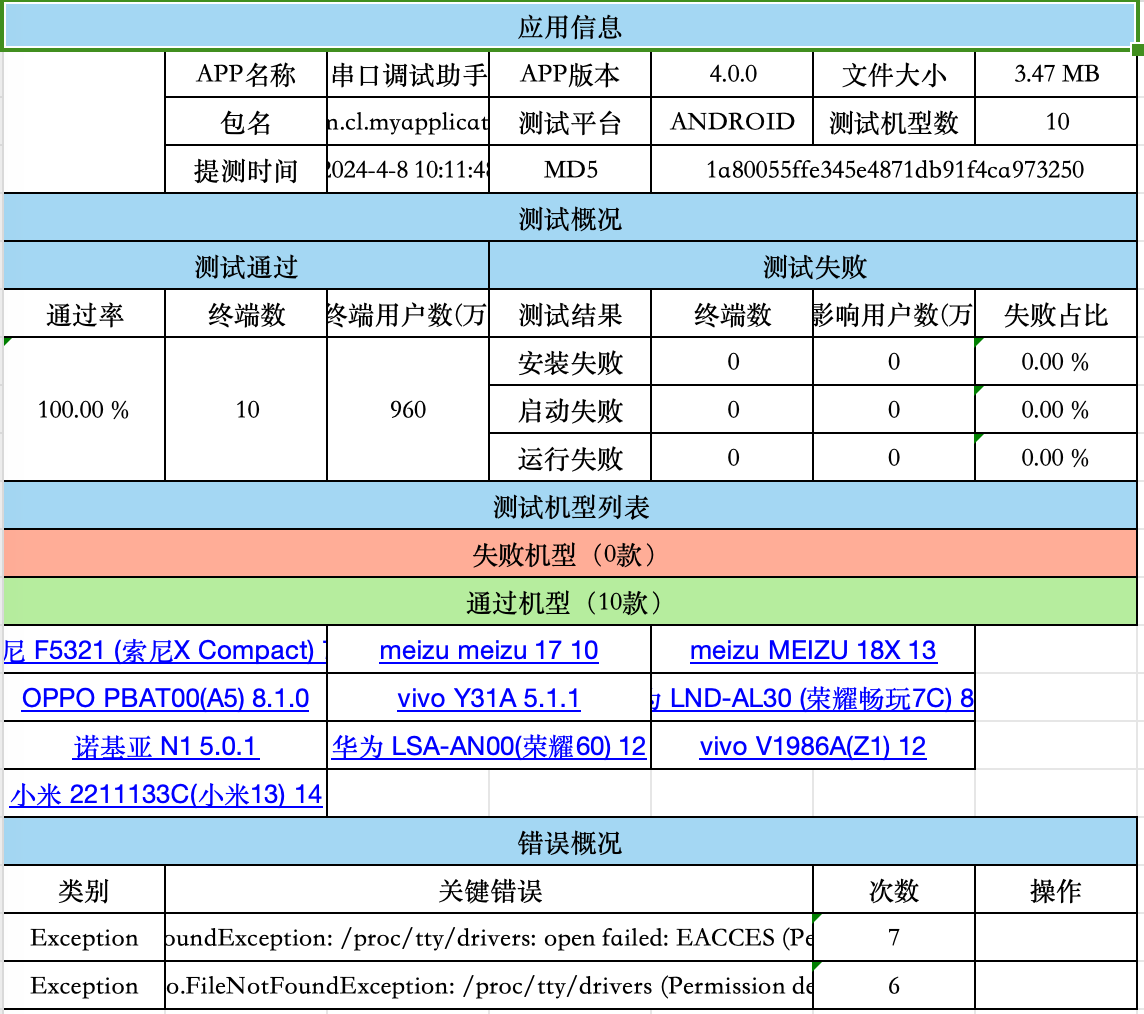 应用信息
APP名称 串口调试助手 APP版本 4.0.0 文件大小 3.47 MB
包名 n.cl.myapplicat 测试平台 ANDROID 测试机型数 10
提测时间 2024-4-8 10:11:48 MD5 1a80055ffe345e4871db91f4ca973250
测试概况
测试通过 测试失败
通过率 终端数 终端用户数(万 测试结果 终端数 影响用户数(万 失败占比
安装失败 0 0 0.00 %
100.00 % 10 960 启动失败 0 0 0.00 %
运行失败 0 0 0.00 %
测试机型列表
失败机型（0款）
通过机型（10款）
尼 F5321 (索尼X Compact) meizu meizu 17 10 meizu MEIZU 18X 13
OPPO PBAT00(A5) 8.1.0 vivo Y31A 5.1.1 LND-AL30 (荣耀畅玩7C) 8
诺基亚 N1 5.0.1 华为 LSA-AN00(荣耀60) 12 vivo V1986A(Z1) 12
小米 2211133C(小米13) 14
错误概况
类别 关键错误 次数 操作
Exception oundException: /proc/tty/drivers: open failed: EACCES (Pe 7
Exception o.FileNotFoundException: /proc/tty/drivers (Permission de 6